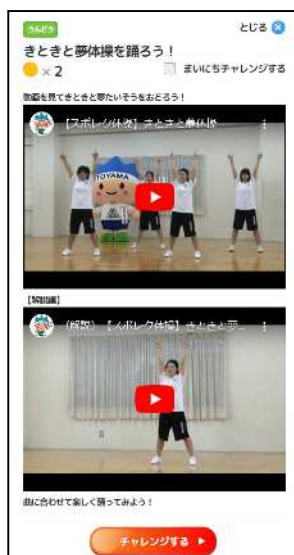 うんどう
とじる
きときと夢体操を踊ろう！
× 2
まいにちチャレンジする
動画を見てきときと夢たいそうをおどろう！
【スポレク体操】きときと夢体操
TOYAMA
【解説動画】
（解説）【スポレク体操】きときと夢...
曲に合わせて楽しく踊ってみよう！
チャレンジする